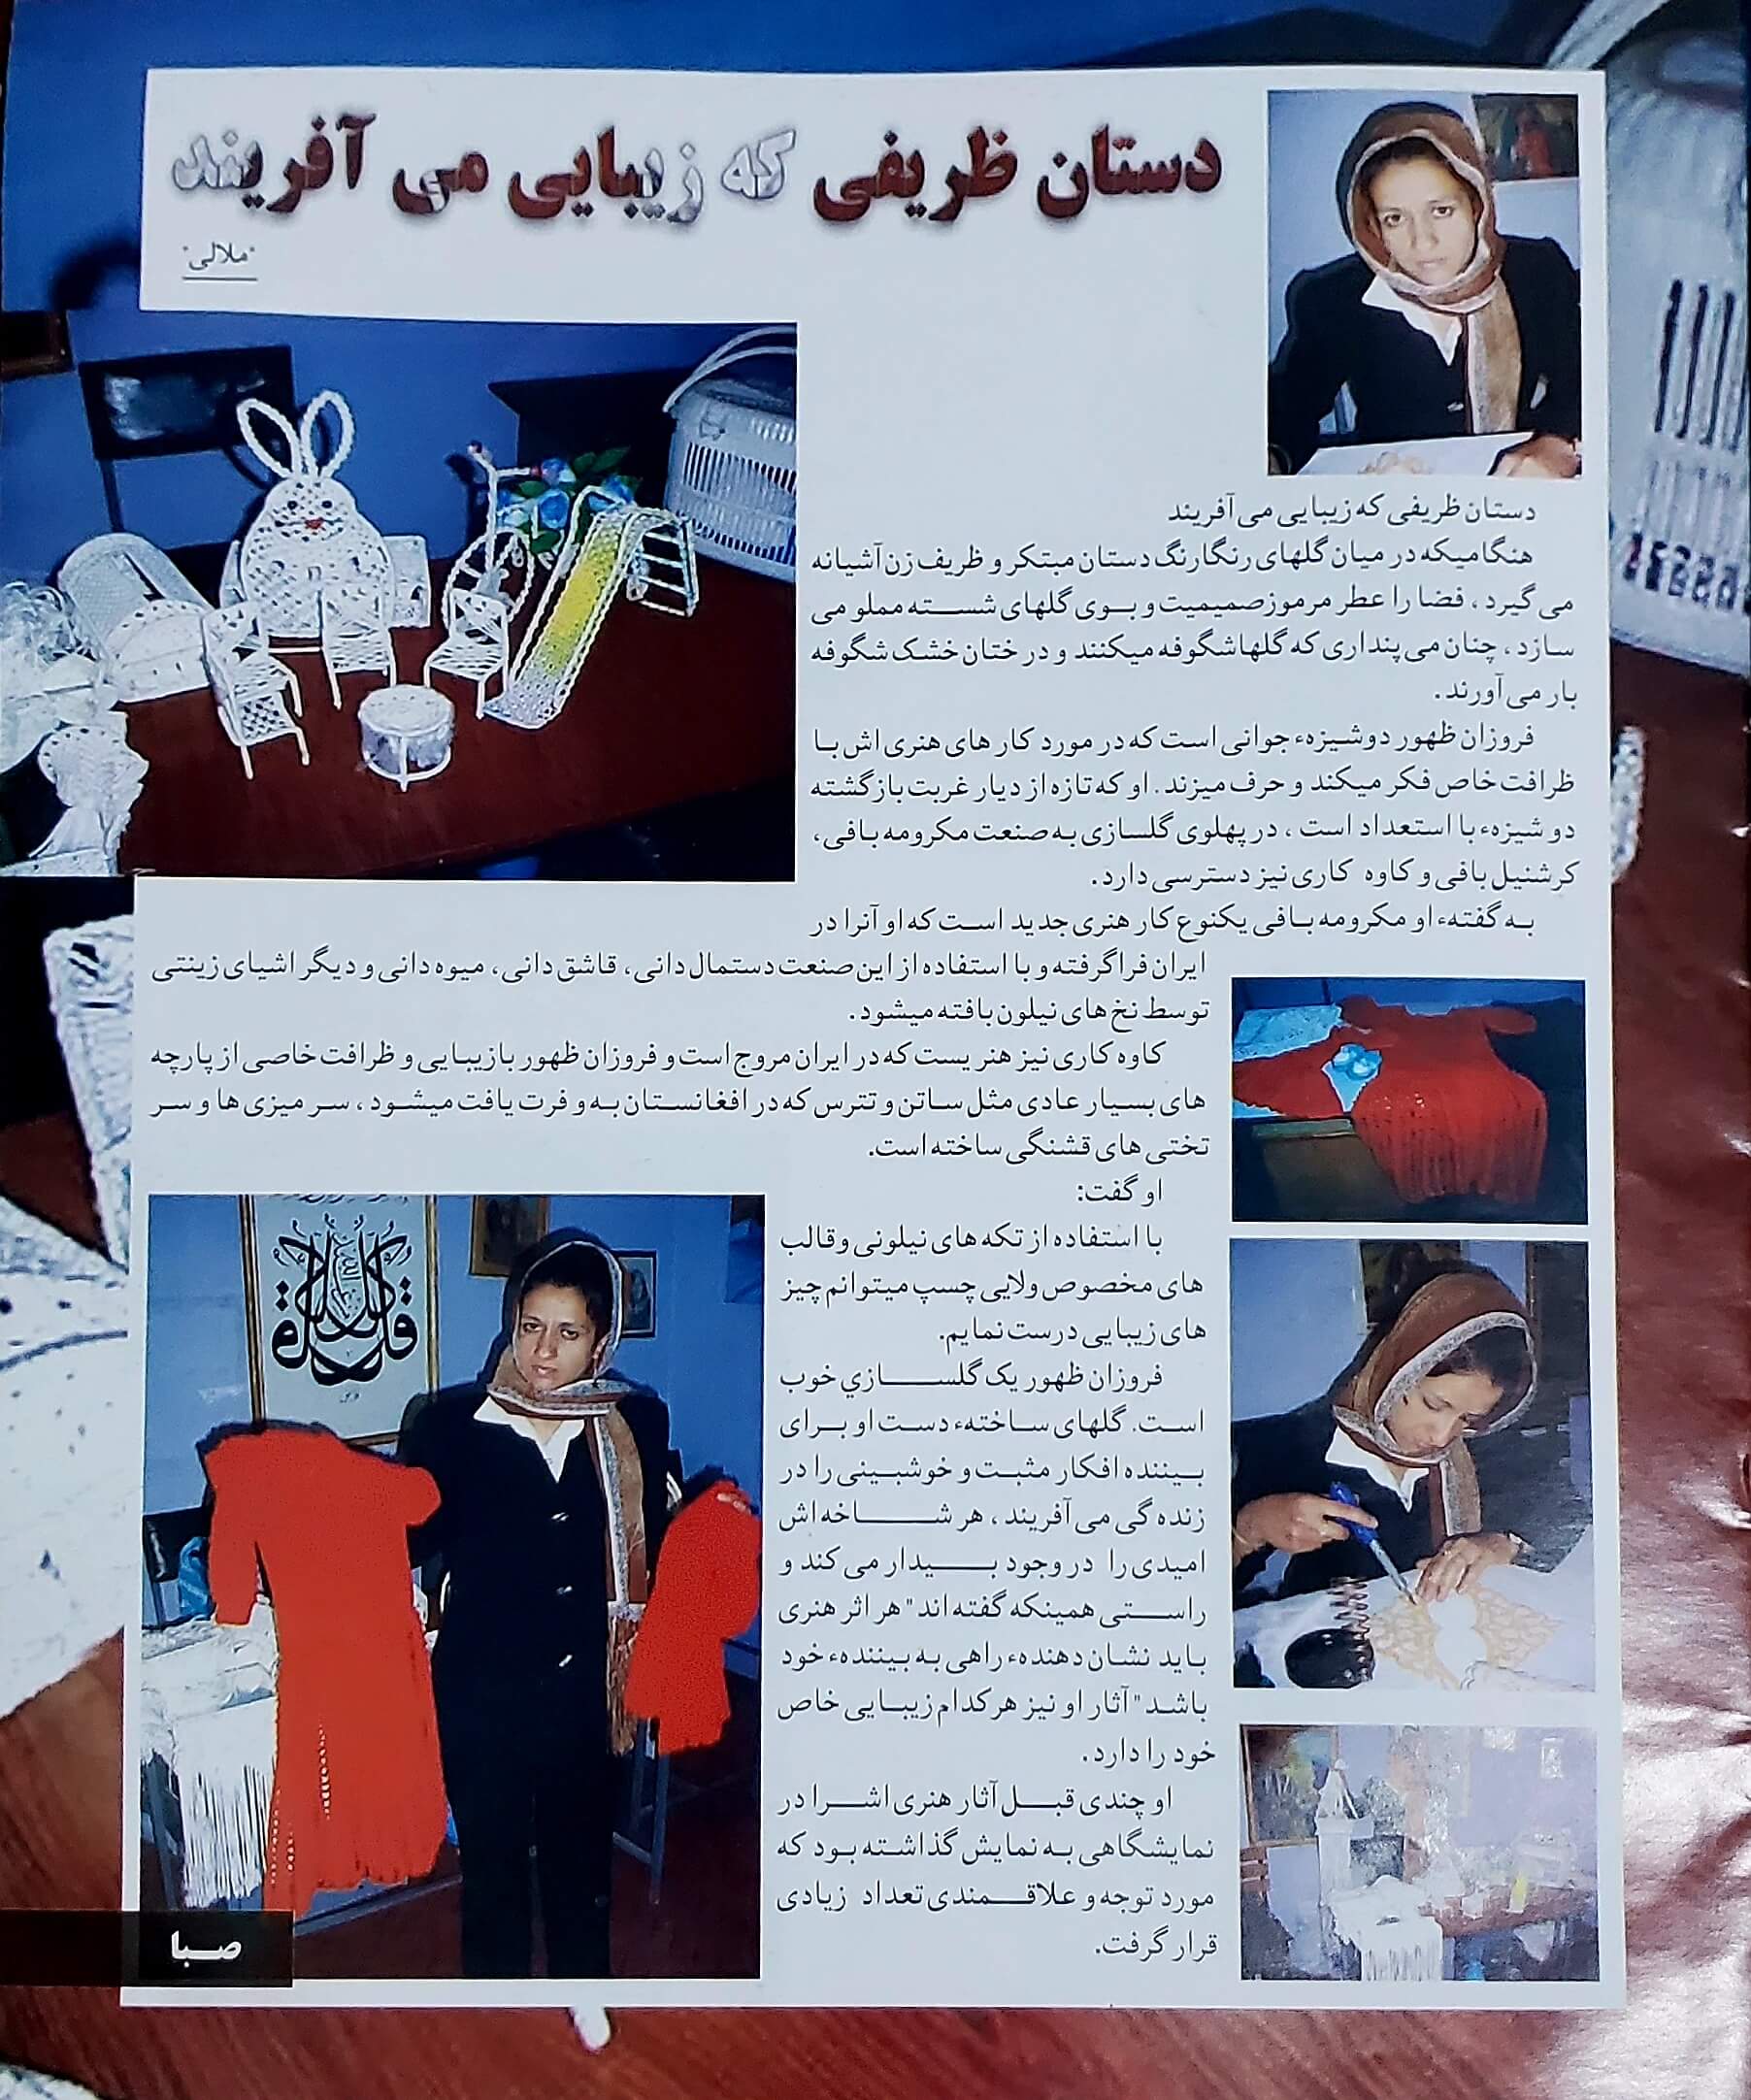 دستان ظریفی که زیبایی می آفریند
"ملالی"
دستان ظریفی که زیبایی می آفریند
هنگامیکه در میان گلهای رنگارنگ دستان مبتکر و ظریف زن آشیانه
می گیرد، فضا را عطر مرموز صمیمیت و بوی گلهای شسته مملو می
سازد، چنان می پنداری که گلها شگوفه میکنند و درختان خشک شگوفه
بار می آورند.
فروزان ظهور دوشیزهء جوانی است که در مورد کار های هنری اش با
ظرافت خاص فکر میکند و حرف میزند. او که تازه از دیار غربت بازگشته
دوشیزهء با استعداد است، در پهلوی گلسازی به صنعت مکرومه بافی،
کرشنیل بافی و کاوه کاری نیز دسترسی دارد.
به گفتهء او مکرومه بافی یکنوع کار هنری جدید است که او آنرا در
ایران فراگرفته و با استفاده از این صنعت دستمال دانی، قاشق دانی، میوه دانی و دیگر اشیای زینتی
توسط نخ های نیلون بافته میشود.
کاوه کاری نیز هنریست که در ایران مروج است و فروزان ظهور با زیبایی و ظرافت خاصی از پارچه
های بسیار عادی مثل ساتن و تترس که در افغانستان به وفرت یافت میشود، سر میزی ها و سر
تختی های قشنگی ساخته است.
او گفت:
با استفاده از تکه های نیلونی وقالب
های مخصوص ولایی چسپ میتوانم چیز
های زیبایی درست نمایم.
فروزان ظهور یک گلسازي خوب
است. گلهای ساختهء دست او برای
بیننده افکار مثبت و خوشبینی را در
زنده گی می آفریند، هر شاخه اش
امیدی را در وجود بیدار می کند و
راستی همینکه گفته اند "هر اثر هنری
باید نشان دهندهء راهی به بینندهء خود
باشد" آثار او نیز هرکدام زیبایی خاص
خود را دارد.
او چندی قبل آثار هنری اشرا در
نمایشگاهی به نمایش گذاشته بود که
مورد توجه و علاقمندی تعداد زیادی
قرار گرفت.
صبا